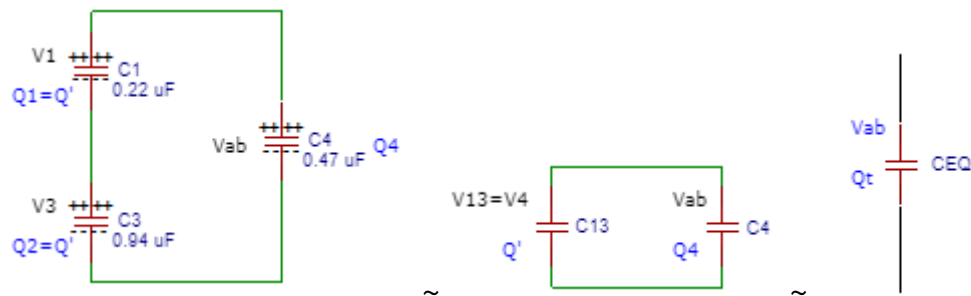 V1
++ ++
C1
0.22 uF
Q1=Q'
V3
++ ++
C3
0.94 uF
Q2=Q'
++ ++
Vab
C4
0.47 uF
Q4
V13=V4
C13
Q'
Vab
C4
Q4
Vab
CEQ
Qt
~
~